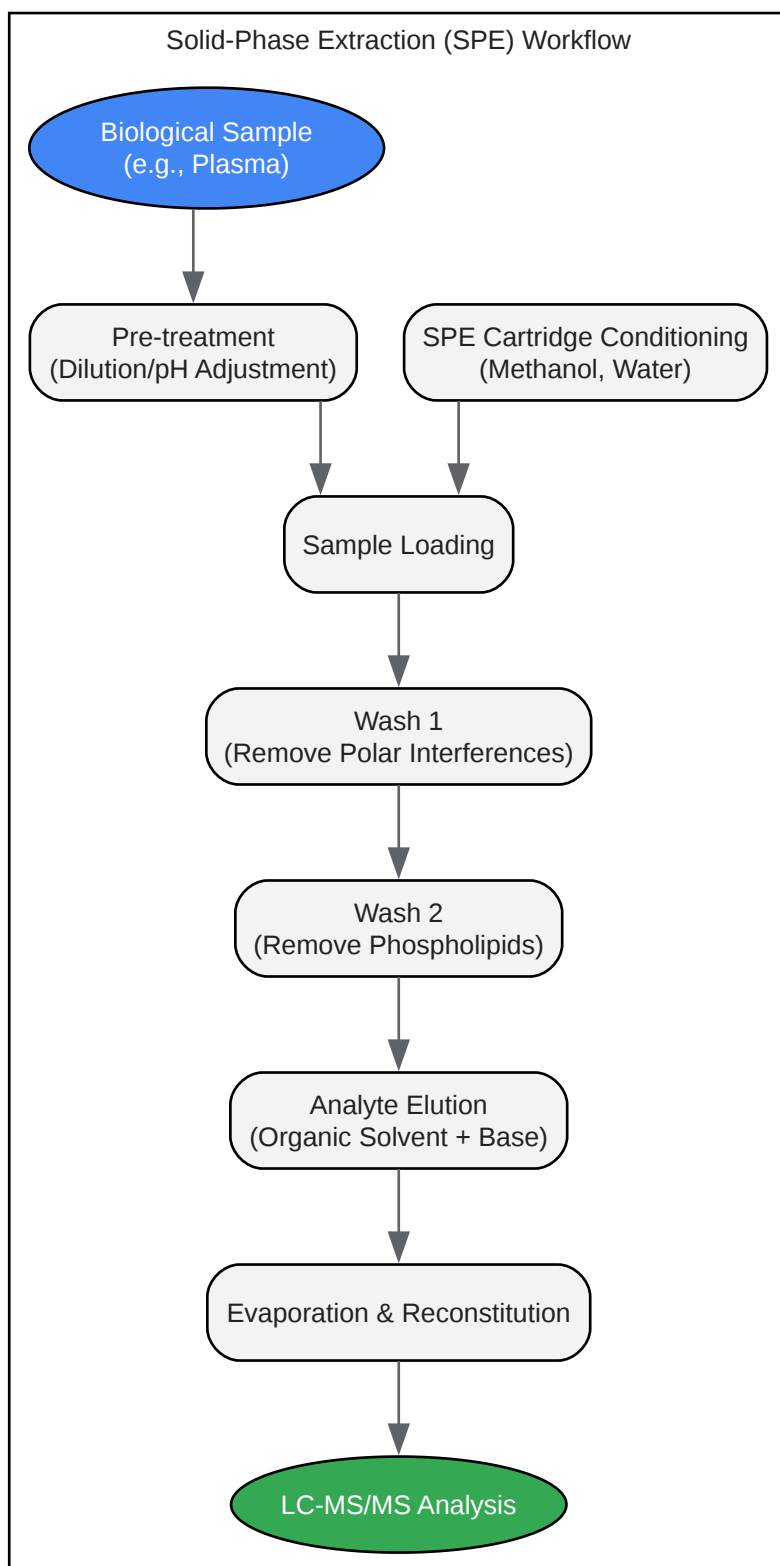 Solid-Phase Extraction (SPE) Workflow
Biological Sample
(e.g., Plasma)
Pre-treatment
(Dilution/pH Adjustment)
SPE Cartridge Conditioning
(Methanol, Water)
Sample Loading
Wash 1
(Remove Polar Interferences)
Wash 2
(Remove Phospholipids)
Analyte Elution
(Organic Solvent + Base)
Evaporation & Reconstitution
LC-MS/MS Analysis